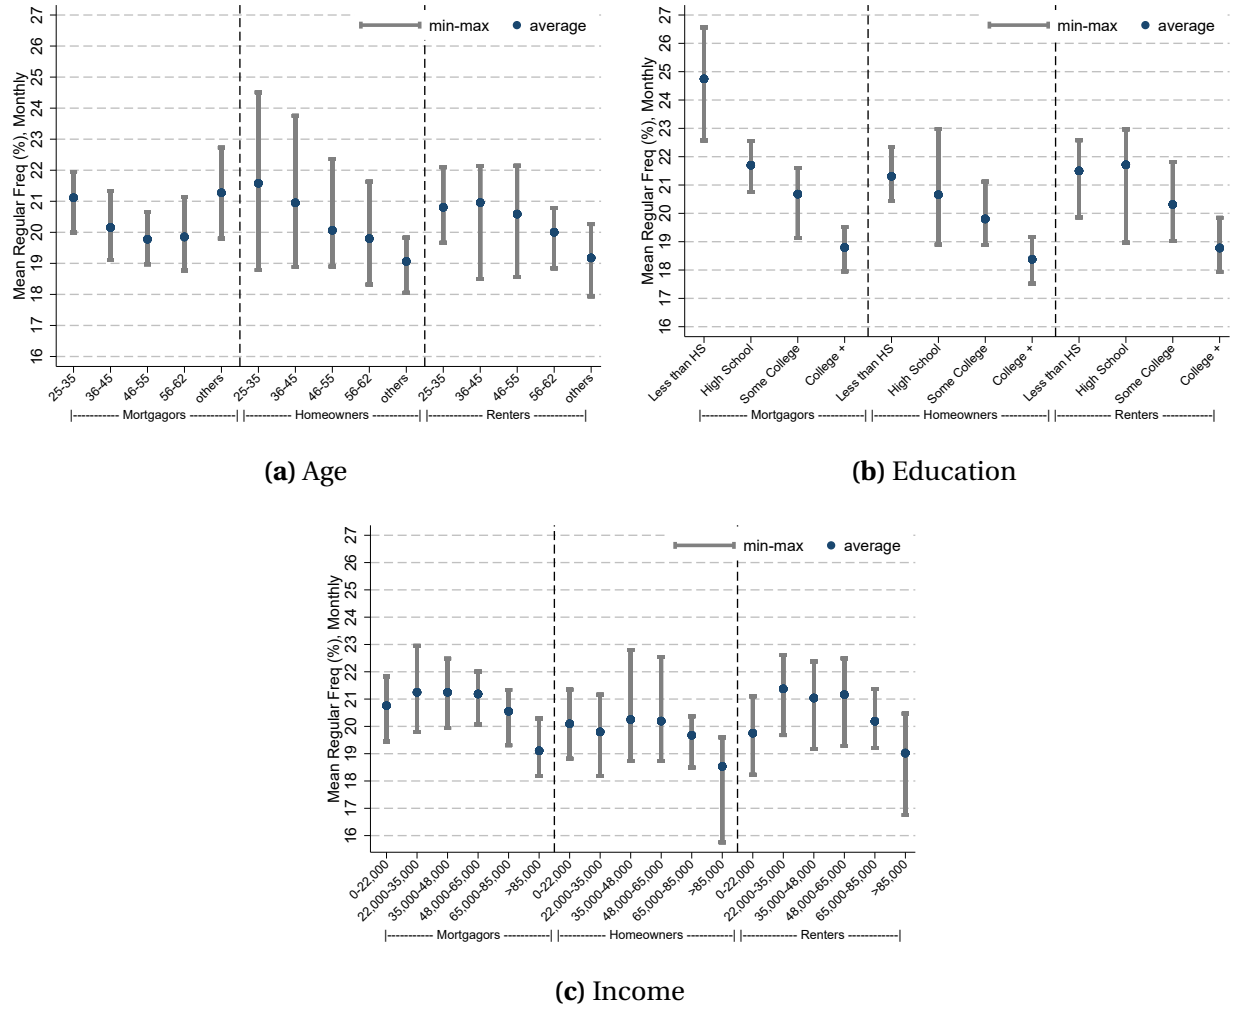 min-max average
Mean Regular Freq (%), Monthly
27
26
25
24
23
22
21
20
19
18
17
16
25-35 36-45 46-55 56-62 others 25-35 36-45 46-55 56-62 others 25-35 36-45 46-55 56-62 others
|----------- Mortgagors -----------| |----------- Homeowners -----------| |------------- Renters ------------|
(a) Age
min-max average
Mean Regular Freq (%), Monthly
27
26
25
24
23
22
21
20
19
18
17
16
Less than HS High School Some College College + Less than HS High School Some College College + Less than HS High School Some College College +
|----------- Mortgagors -----------| |----------- Homeowners -----------| |------------- Renters ------------|
(b) Education
min-max average
Mean Regular Freq (%), Monthly
27
26
25
24
23
22
21
20
19
18
17
16
0-22,000 22,000-35,000 35,000-48,000 48,000-65,000 65,000-85,000 >85,000 0-22,000 22,000-35,000 35,000-48,000 48,000-65,000 65,000-85,000 >85,000 0-22,000 22,000-35,000 35,000-48,000 48,000-65,000 65,000-85,000 >85,000
|----------- Mortgagors -----------| |----------- Homeowners -----------| |------------- Renters ------------|
(c) Income